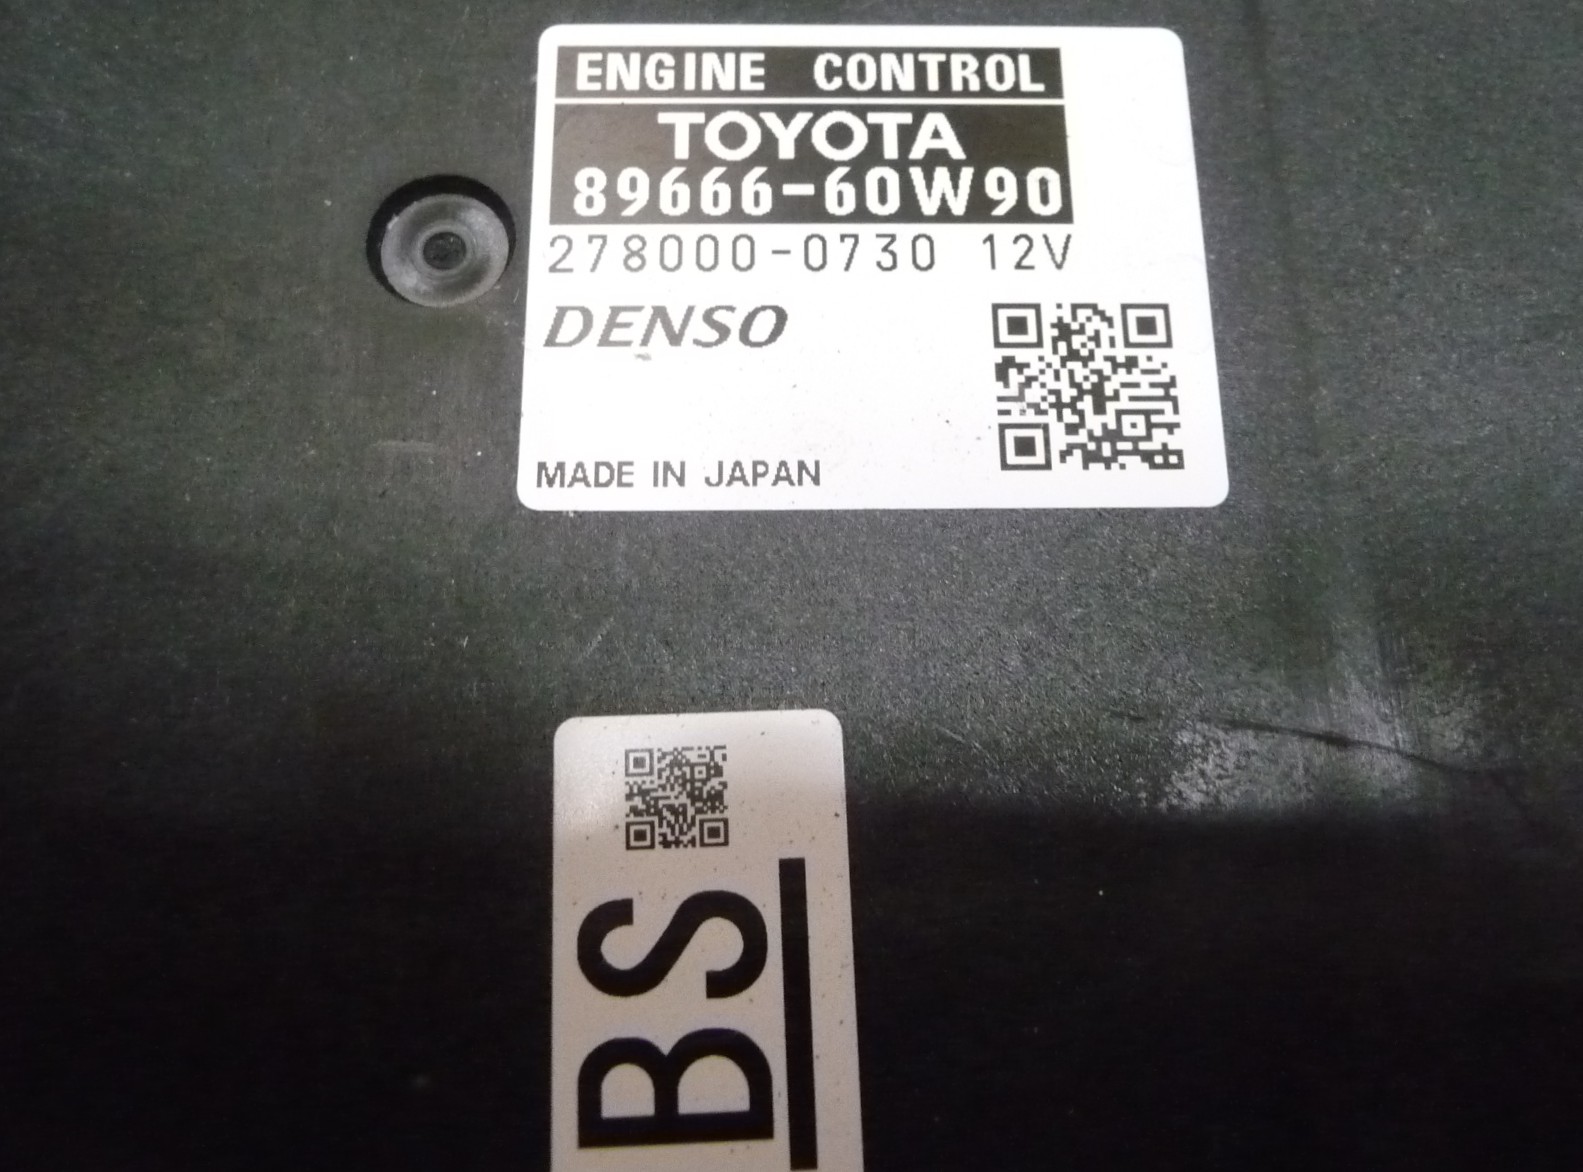 ENGINE CONTROL
TOYOTA
89666-60W90
278000-0730 12V
DENSO
MADE IN JAPAN
BS